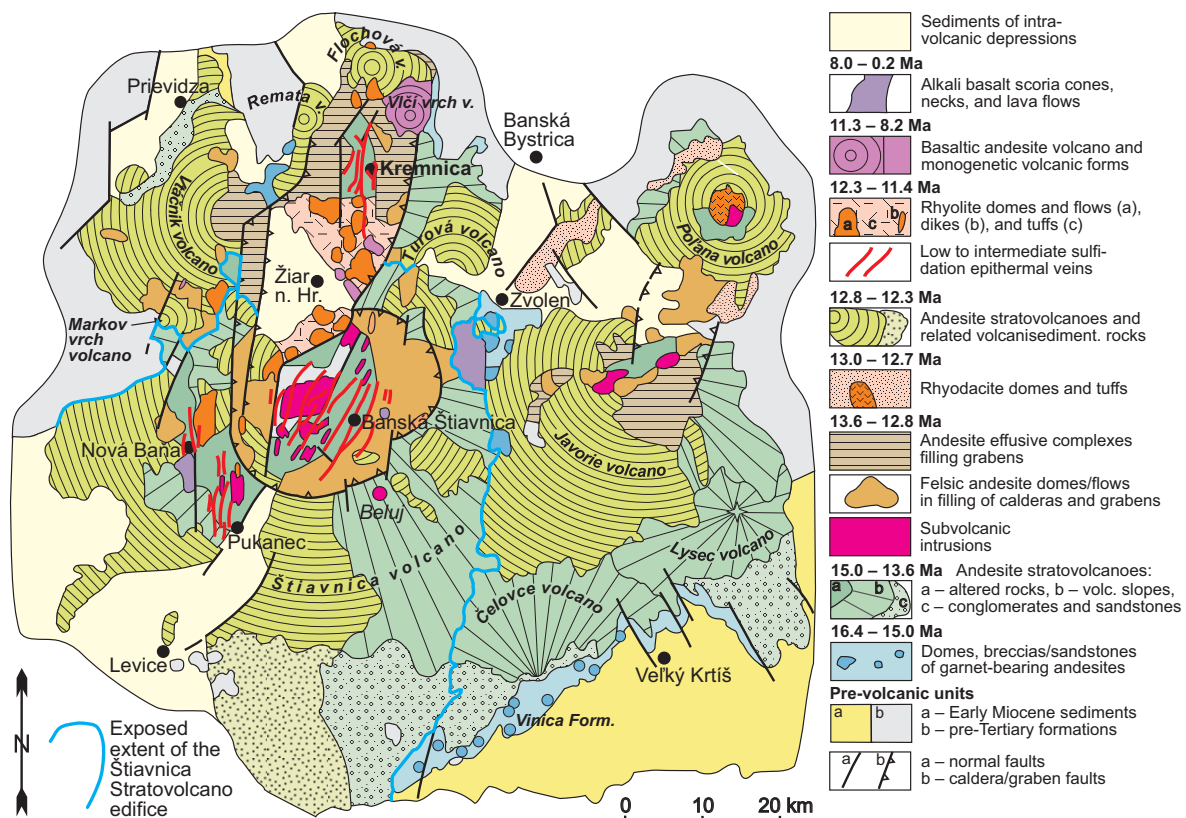 Flochová v.
Prievidza
Remata v.
Vlčí vrch v.
Banská
Bystrica
Kremnica
Vtáčnik volcano
Turová volcano
Poľana volcano
Žiar
n. Hr.
Zvolen
Markov
vrch
volcano
Banská Štiavnica
Nová Baňa
Javorie volcano
Beluj
Pukanec
Lysec volcano
Štiavnica volcano
Čelovce volcano
Levice
Veľký Krtíš
Vinica Form.
N
Exposed
extent of the
Štiavnica
Stratovolcano
edifice
0 10 20 km
Sediments of intra-
volcanic depressions
8.0 – 0.2 Ma
Alkali basalt scoria cones,
necks, and lava flows
11.3 – 8.2 Ma
Basaltic andesite volcano and
monogenetic volcanic forms
12.3 – 11.4 Ma
a c b
Rhyolite domes and flows (a),
dikes (b), and tuffs (c)
Low to intermediate sulfi-
dation epithermal veins
12.8 – 12.3 Ma
Andesite stratovolcanoes and
related volcanisediment. rocks
13.0 – 12.7 Ma
Rhyodacite domes and tuffs
13.6 – 12.8 Ma
Andesite effusive complexes
filling grabens
Felsic andesite domes/flows
in filling of calderas and grabens
Subvolcanic
intrusions
15.0 – 13.6 Ma Andesite stratovolcanoes:
a b c
a – altered rocks, b – volc. slopes,
c – conglomerates and sandstones
16.4 – 15.0 Ma
Domes, breccias/sandstones
of garnet-bearing andesites
Pre-volcanic units
a b
a – Early Miocene sediments
b – pre-Tertiary formations
a b
a – normal faults
b – caldera/graben faults